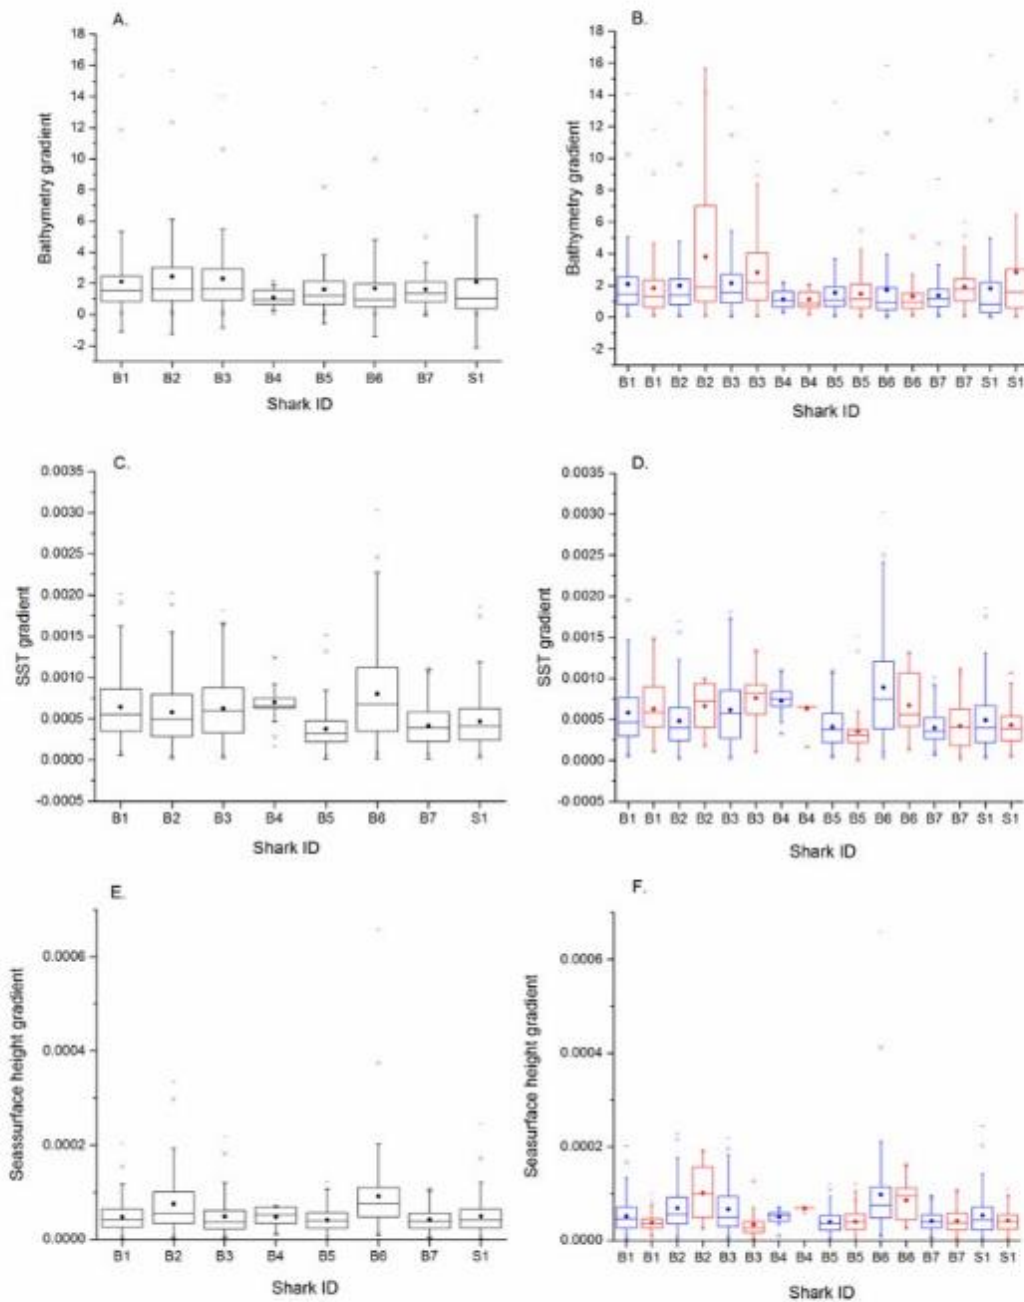 A.
18
16
14
12
10
8
6
4
2
0
-2
Bathymetry gradient
B1 B2 B3 B4 B5 B6 B7 S1
Shark ID
B.
18
16
14
12
10
8
6
4
2
0
-2
Bathymetry gradient
B1 B1 B2 B2 B3 B3 B4 B4 B5 B5 B6 B6 B7 B7 S1 S1
Shark ID
C.
0.0035
0.0030
0.0025
0.0020
0.0015
0.0010
0.0005
0.0000
-0.0005
SST gradient
B1 B2 B3 B4 B5 B6 B7 S1
Shark ID
D.
0.0035
0.0030
0.0025
0.0020
0.0015
0.0010
0.0005
0.0000
-0.0005
SST gradient
B1 B1 B2 B2 B3 B3 B4 B4 B5 B5 B6 B6 B7 B7 S1 S1
Shark ID
E.
0.0006
0.0004
0.0002
0.0000
Seassurface height gradient
B1 B2 B3 B4 B5 B6 B7 S1
Shark ID
F.
0.0006
0.0004
0.0002
0.0000
Seasurface height gradient
B1 B1 B2 B2 B3 B3 B4 B4 B5 B5 B6 B6 B7 B7 S1 S1
Shark ID